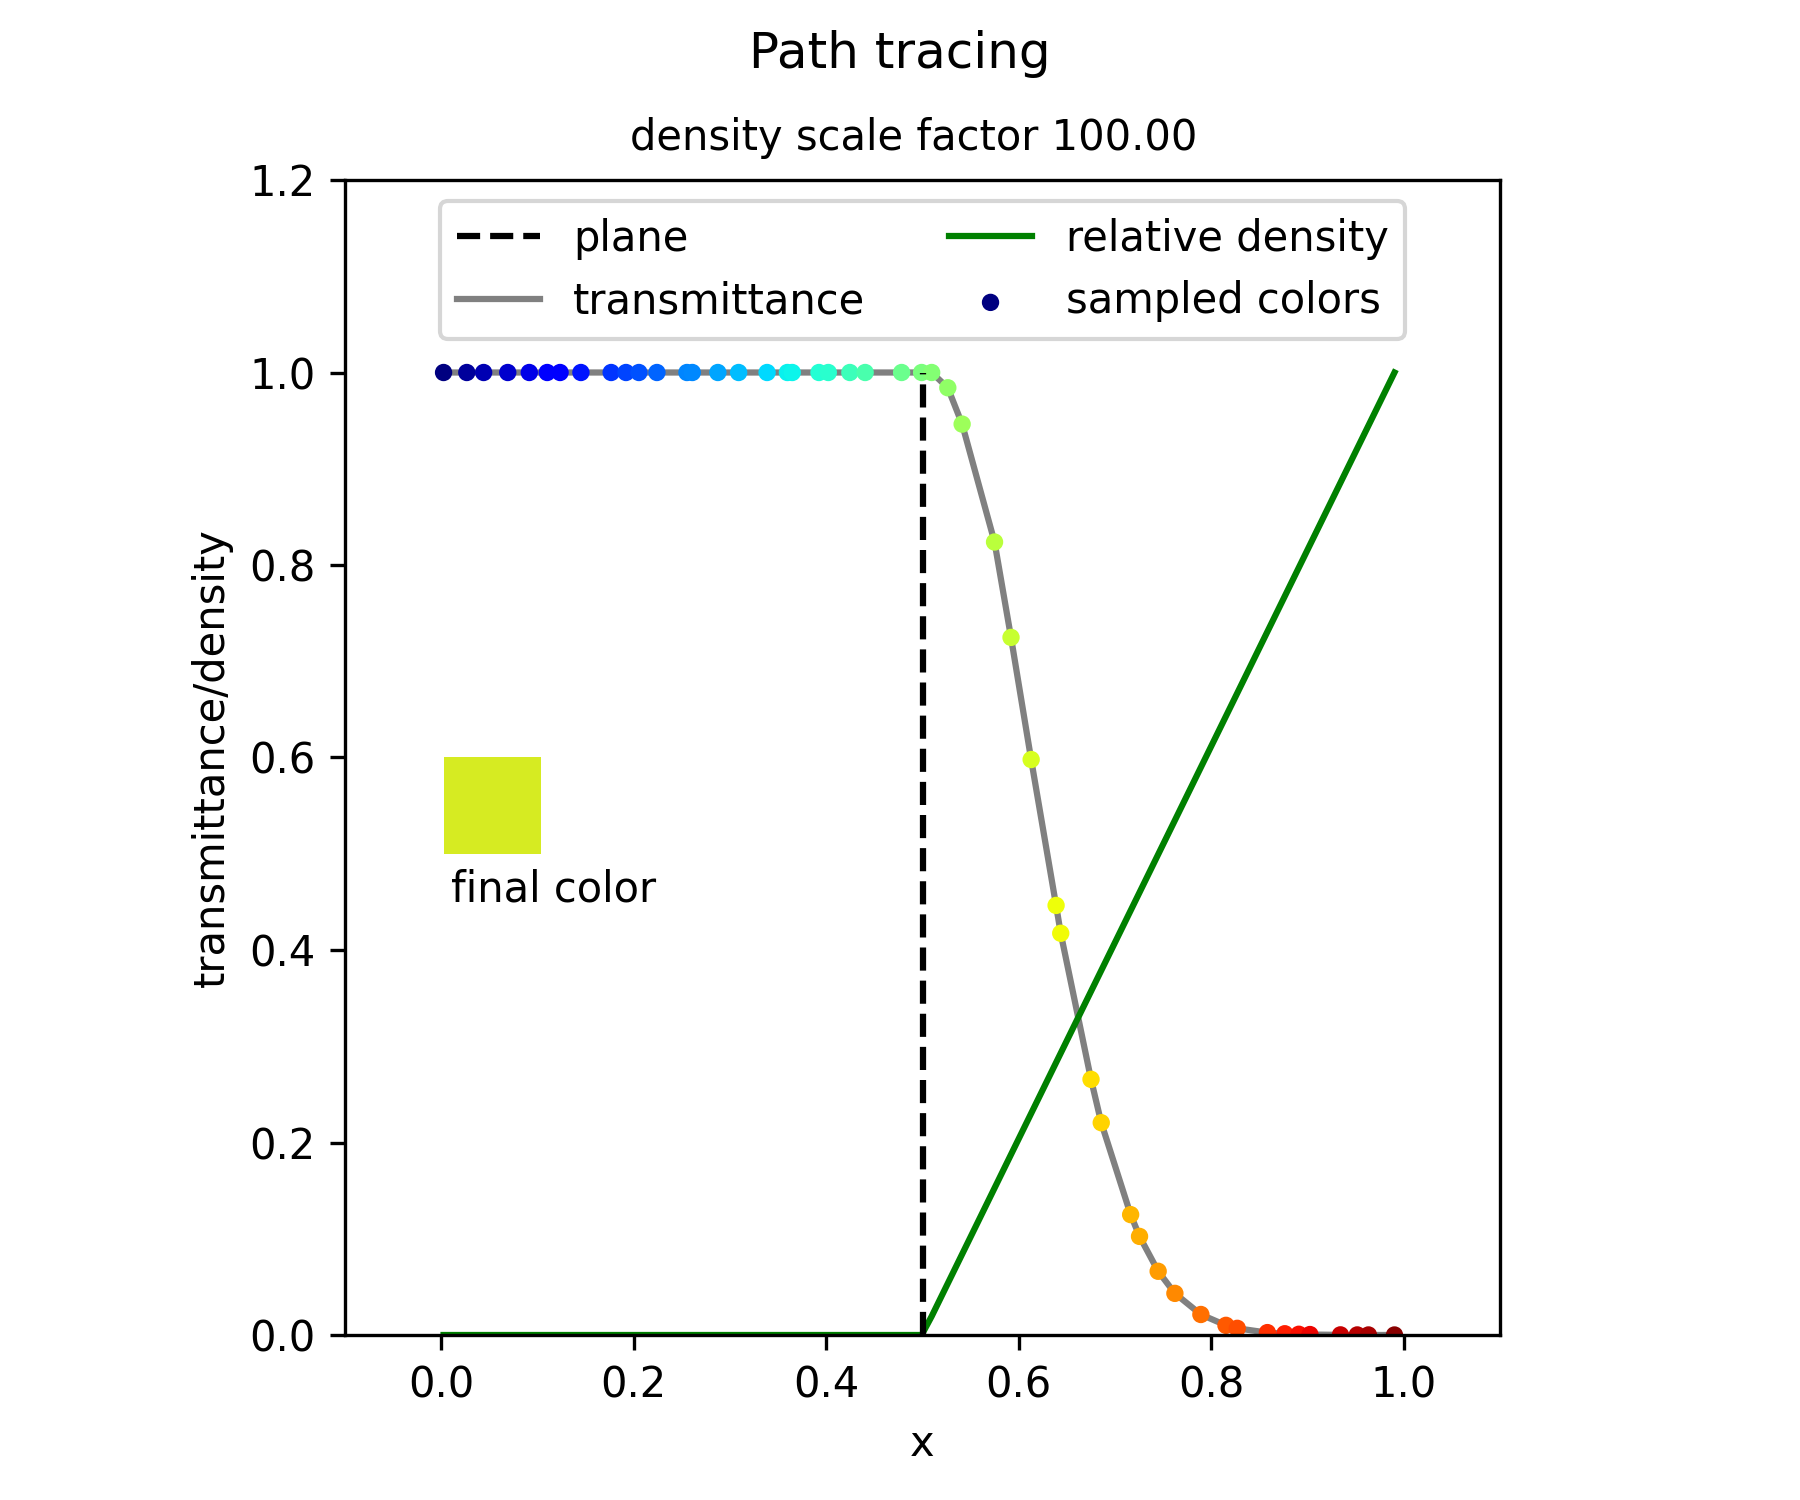 Path tracing
density scale factor 100.00
plane
transmittance
relative density
sampled colors
1.2
1.0
0.8
0.6
0.4
0.2
0.0
transmittance/density
final color
0.0 0.2 0.4 0.6 0.8 1.0
x